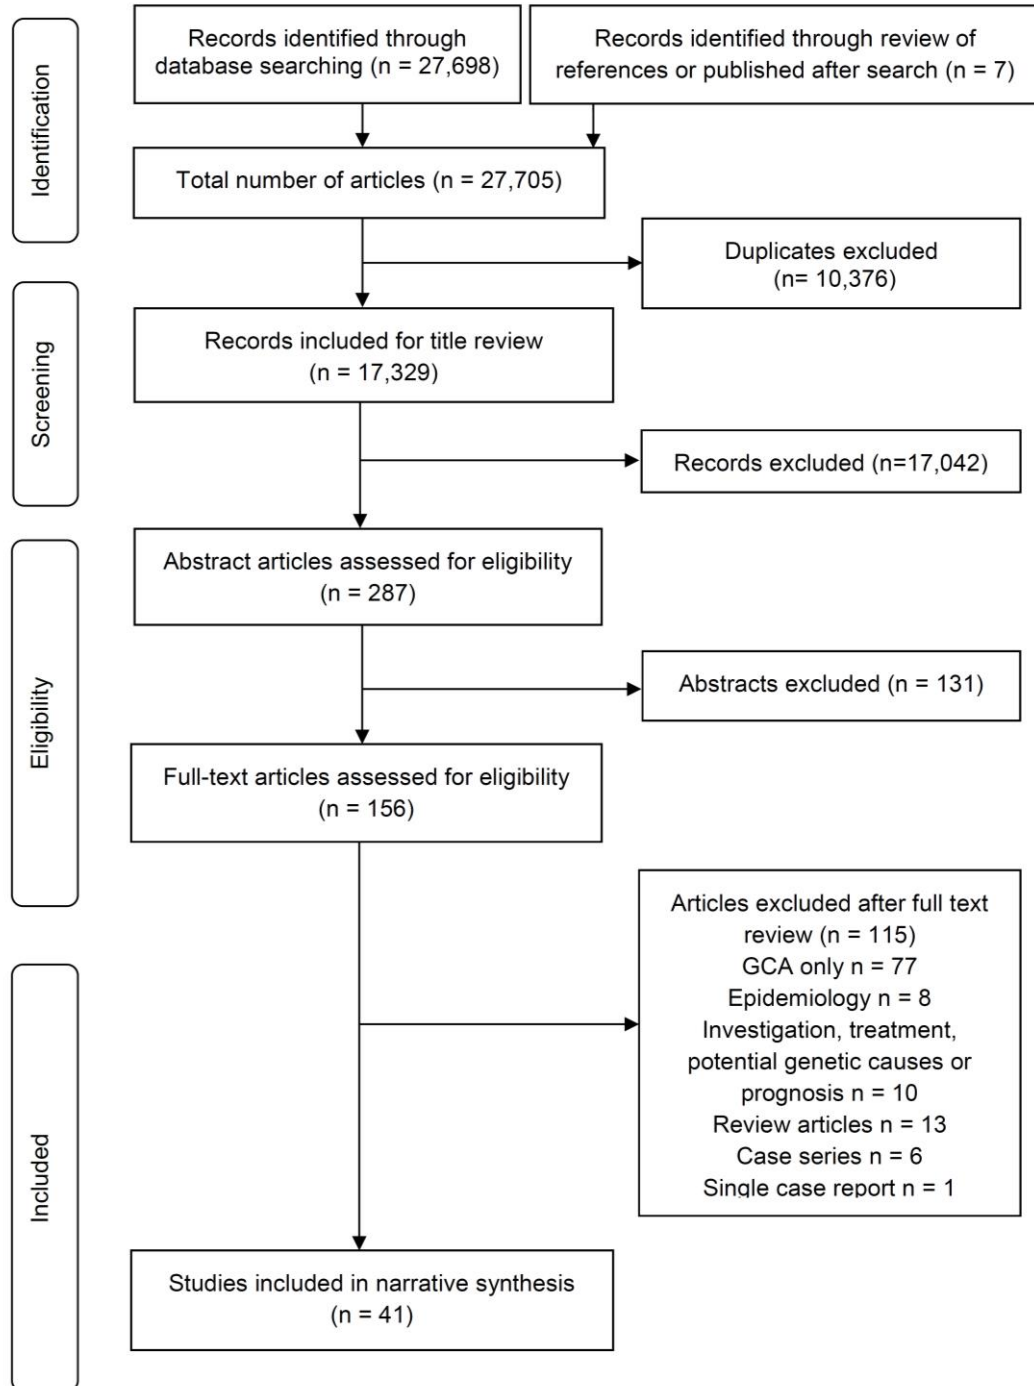 Identification
Records identified through
database searching (n = 27,698)
Records identified through review of
references or published after search (n = 7)
Total number of articles (n = 27,705)
Duplicates excluded
(n= 10,376)
Screening
Records included for title review
(n = 17,329)
Records excluded (n=17,042)
Eligibility
Abstract articles assessed for eligibility
(n = 287)
Abstracts excluded (n = 131)
Full-text articles assessed for eligibility
(n = 156)
Articles excluded after full text
review (n = 115)
GCA only n = 77
Epidemiology n = 8
Investigation, treatment,
potential genetic causes or
prognosis n = 10
Review articles n = 13
Case series n = 6
Single case report n = 1
Included
Studies included in narrative synthesis
(n = 41)